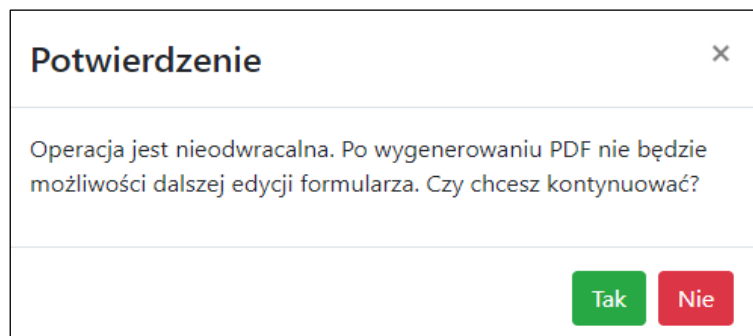 Potwierdzenie
×
Operacja jest nieodwracalna. Po wygenerowaniu PDF nie będzie
możliwości dalszej edycji formularza. Czy chcesz kontynuować?
Tak
Nie